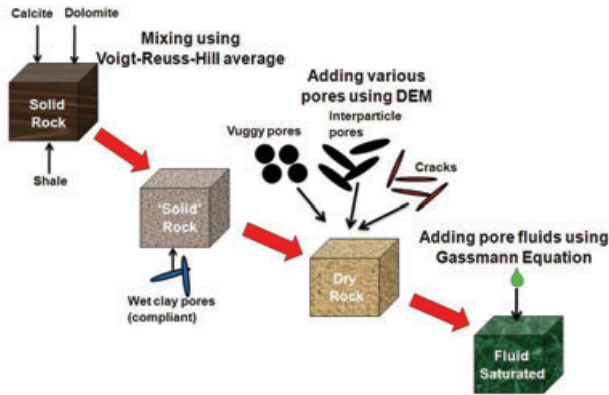 Calcite
Dolomite
Mixing using
Voigt-Reuss-Hill average
Solid
Rock
Shale
Adding various
pores using DEM
Vuggy pores
Interparticle
pores
Cracks
'Solid'
Rock
Wet clay pores
(compliant)
Dry
Rock
Adding pore fluids using
Gassmann Equation
Fluid
Saturated